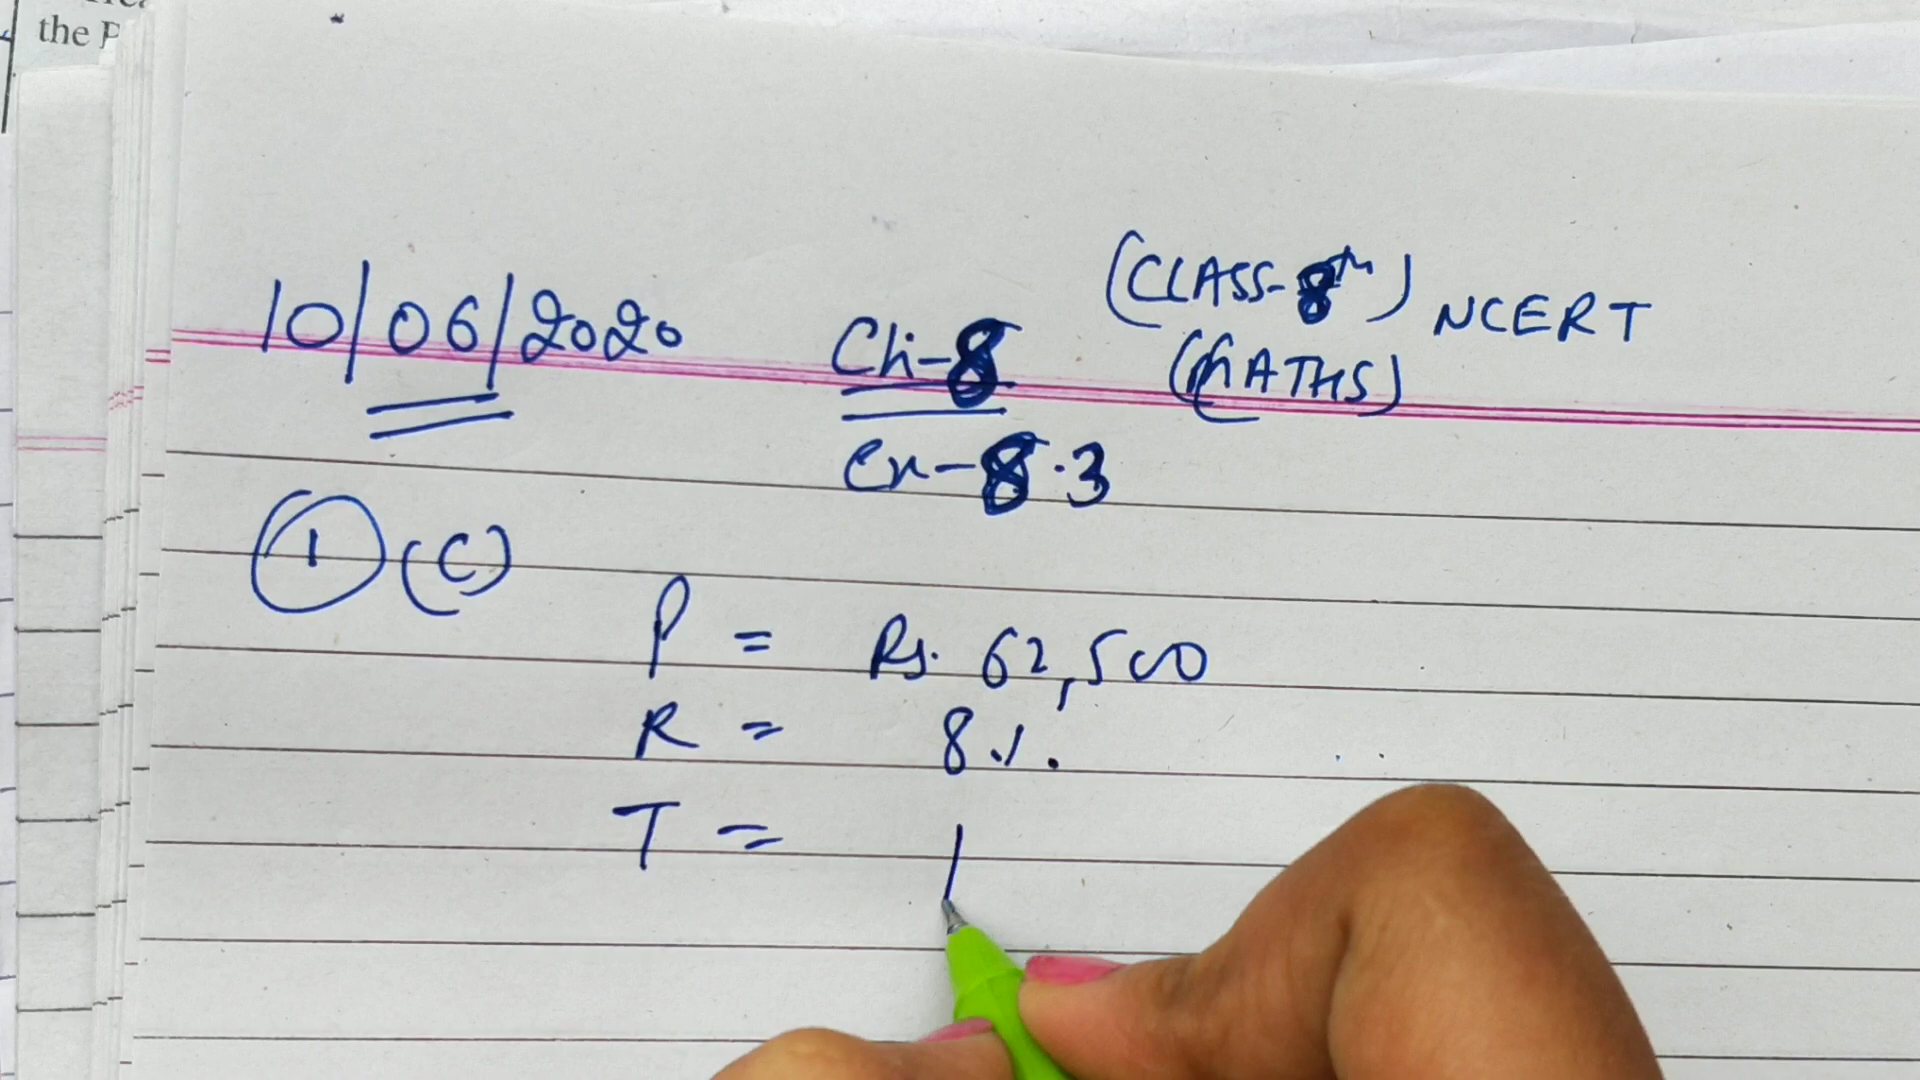 the P
10/06/2020
Ch-8
(CLASS-8th) NCERT
(MATHS)
Ex-8.3
1 (C)
P = Rs. 62,500
R = 8%.
T = 1